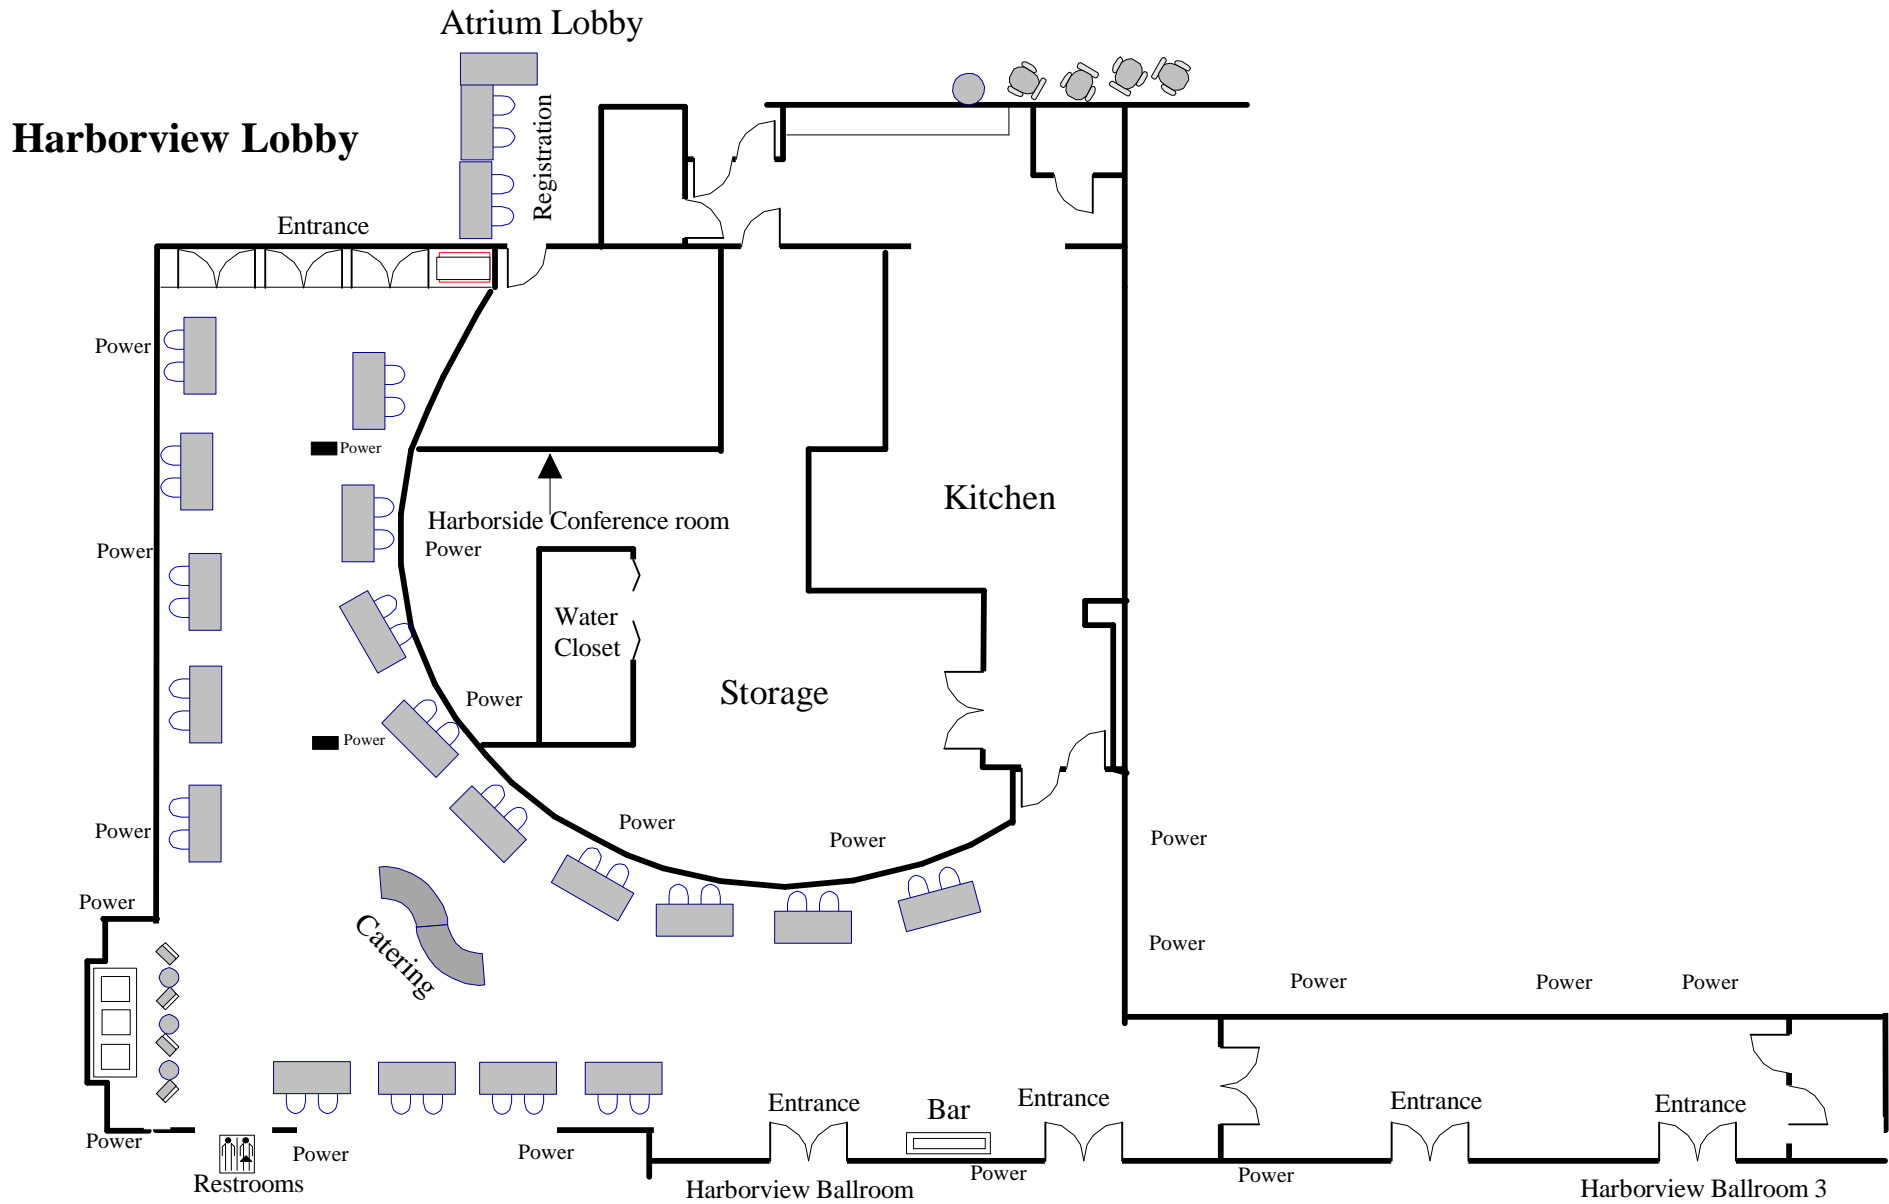 Atrium Lobby
Harborview Lobby
Registration
Entrance
Power
Power
Kitchen
Harborside Conference room
Power
Power
Water
Closet
Storage
Power
Power
Power
Power
Power
Power
Power
Catering
Power
Power
Power
Power
Bar
Entrance
Entrance
Entrance
Entrance
Power
Power
Power
Power
Power
Restrooms
Harborview Ballroom
Harborview Ballroom 3